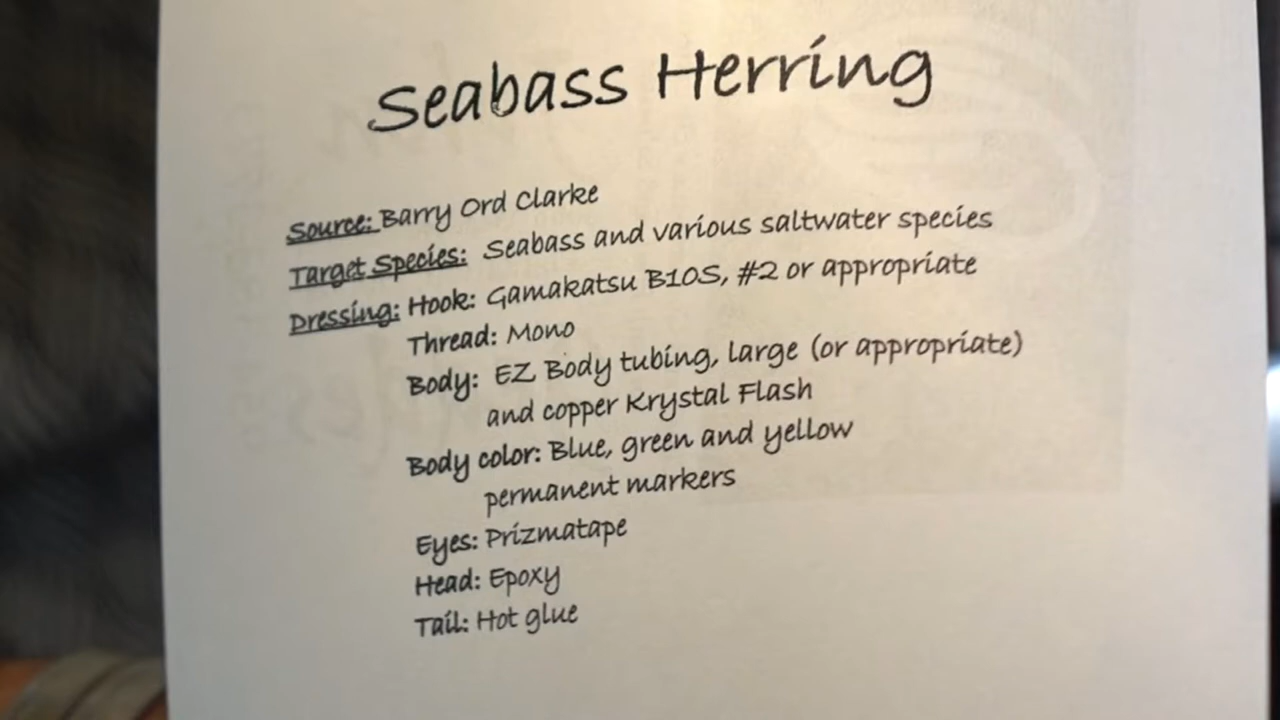 Seabass Herring
Source: Barry Ord Clarke
Target Species: Seabass and various saltwater species
Dressing: Hook: Gamakatsu B10S, #2 or appropriate
Thread: Mono
Body: EZ Body tubing, large (or appropriate)
and copper Krystal Flash
Body color: Blue, green and yellow
permanent markers
Eyes: Prizmatape
Head: Epoxy
Tail: Hot glue